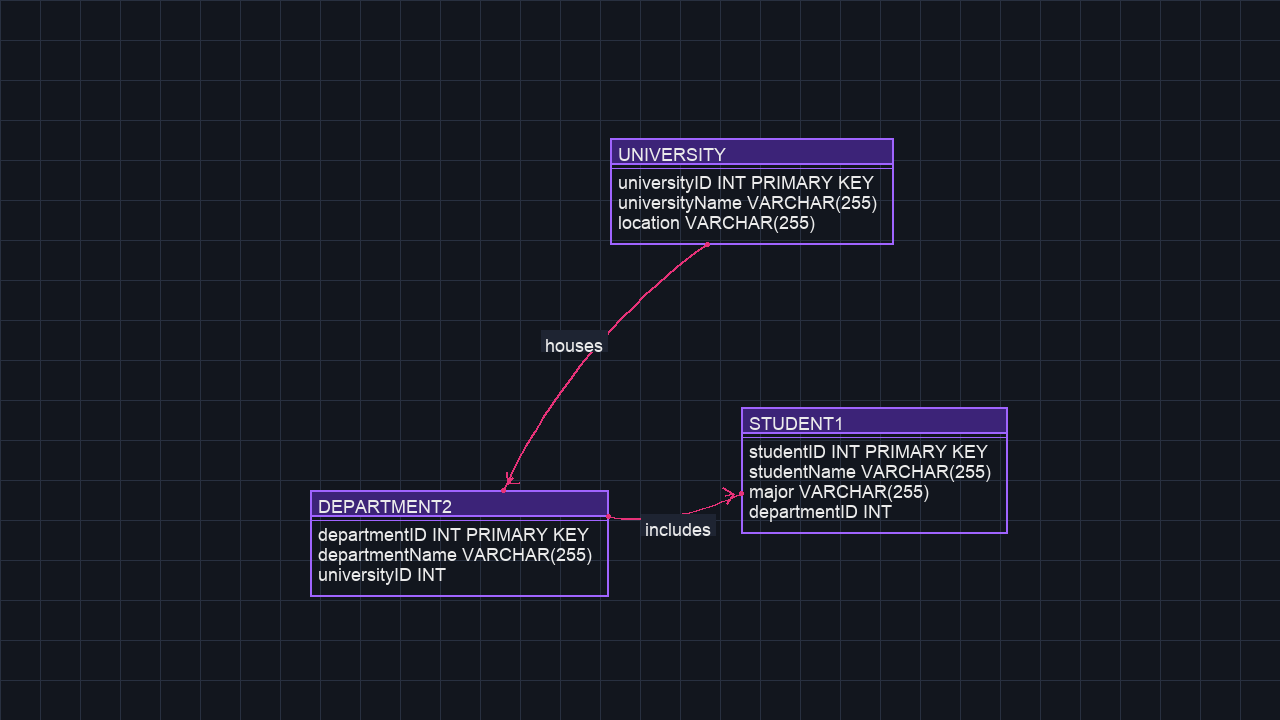 UNIVERSITY
universityID INT PRIMARY KEY
universityName VARCHAR(255)
location VARCHAR(255)
houses
STUDENT1
studentID INT PRIMARY KEY
studentName VARCHAR(255)
major VARCHAR(255)
departmentID INT
DEPARTMENT2
departmentID INT PRIMARY KEY
departmentName VARCHAR(255)
universityID INT
includes